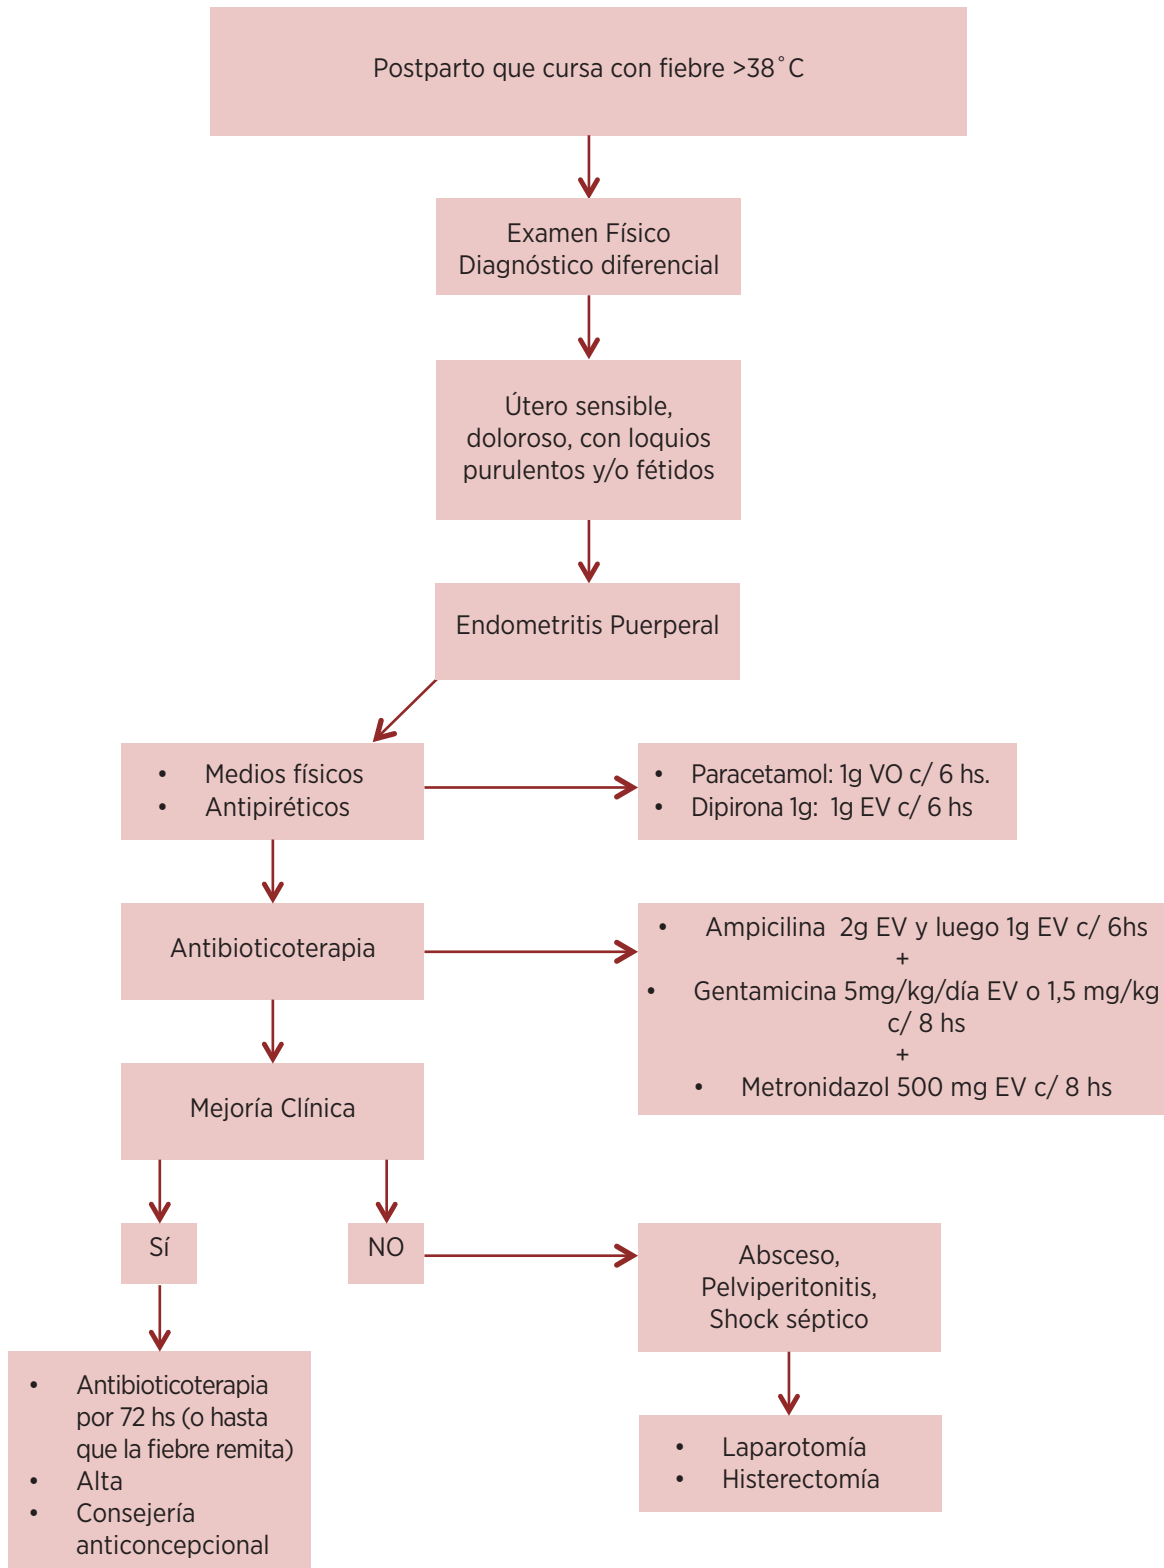 Postparto que cursa con fiebre >38˚C
Examen Físico
Diagnóstico diferencial
Útero sensible,
doloroso, con loquios
purulentos y/o fétidos
Endometritis Puerperal
• Medios físicos
• Antipiréticos
• Paracetamol: 1g VO c/ 6 hs.
• Dipirona 1g: 1g EV c/ 6 hs
Antibioticoterapia
• Ampicilina 2g EV y luego 1g EV c/ 6hs
+
• Gentamicina 5mg/kg/día EV o 1,5 mg/kg
c/ 8 hs
+
• Metronidazol 500 mg EV c/ 8 hs
Mejoría Clínica
Sí
NO
Absceso,
Pelviperitonitis,
Shock séptico
• Antibioticoterapia
por 72 hs (o hasta
que la fiebre remita)
• Alta
• Consejería
anticoncepcional
• Laparotomía
• Histerectomía